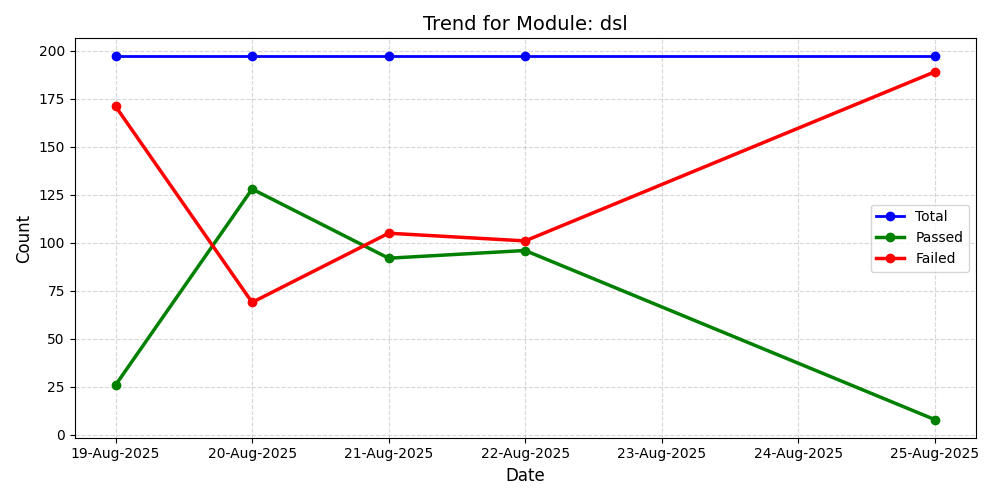 Trend for Module: dsl
200
175
150
125
100
75
50
25
0
Count
Total
Passed
Failed
19-Aug-2025 20-Aug-2025 21-Aug-2025 22-Aug-2025 23-Aug-2025 24-Aug-2025 25-Aug-2025
Date